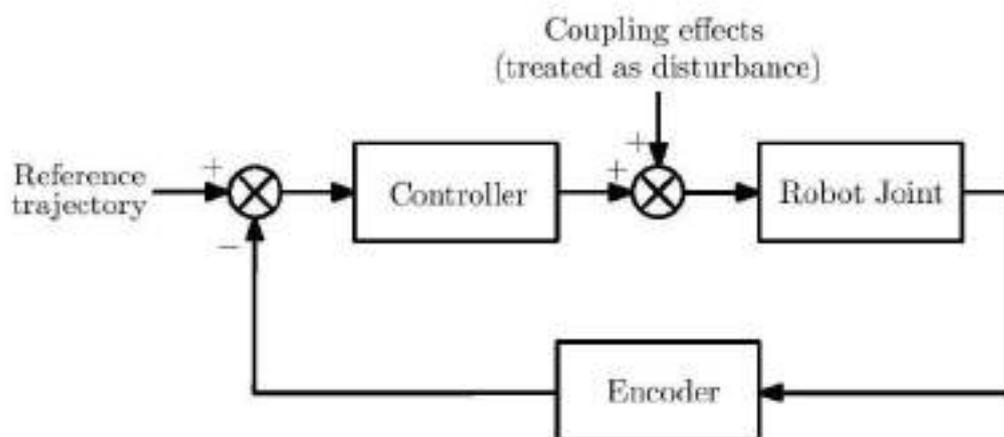 Coupling effects
(treated as disturbance)
+
+
+
Reference
trajectory
Controller
Robot Joint
−
Encoder